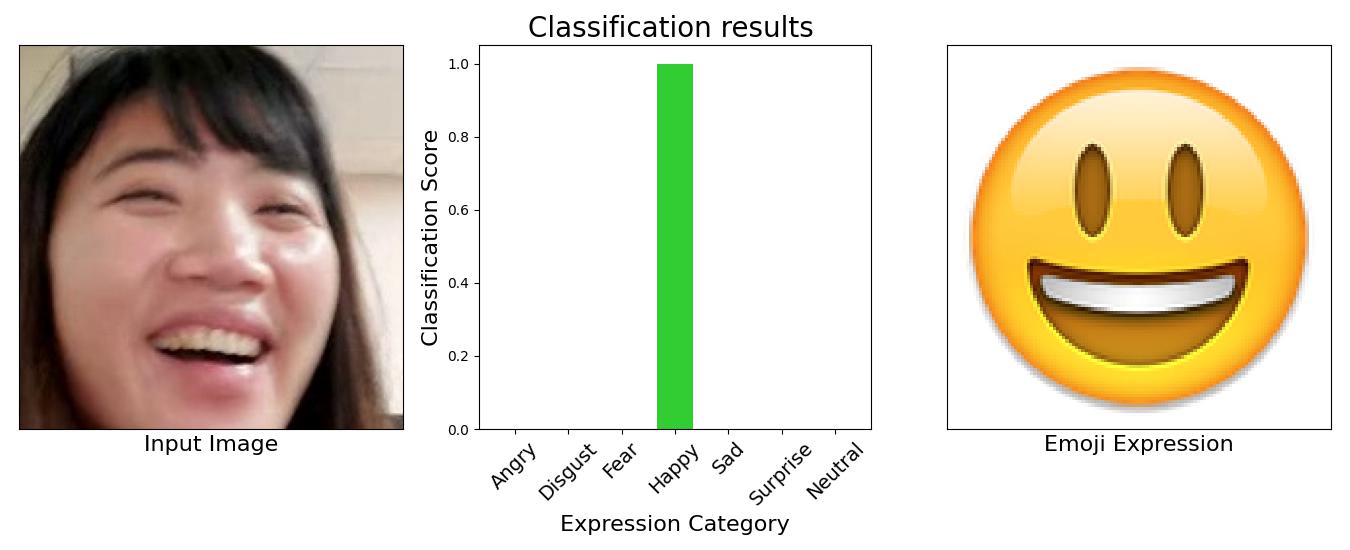 Classification results
Classification Score
1.0
0.8
0.6
0.4
0.2
0.0
Angry
Disgust
Fear
Happy
Sad
Surprise
Neutral
Expression Category
Input Image
Emoji Expression